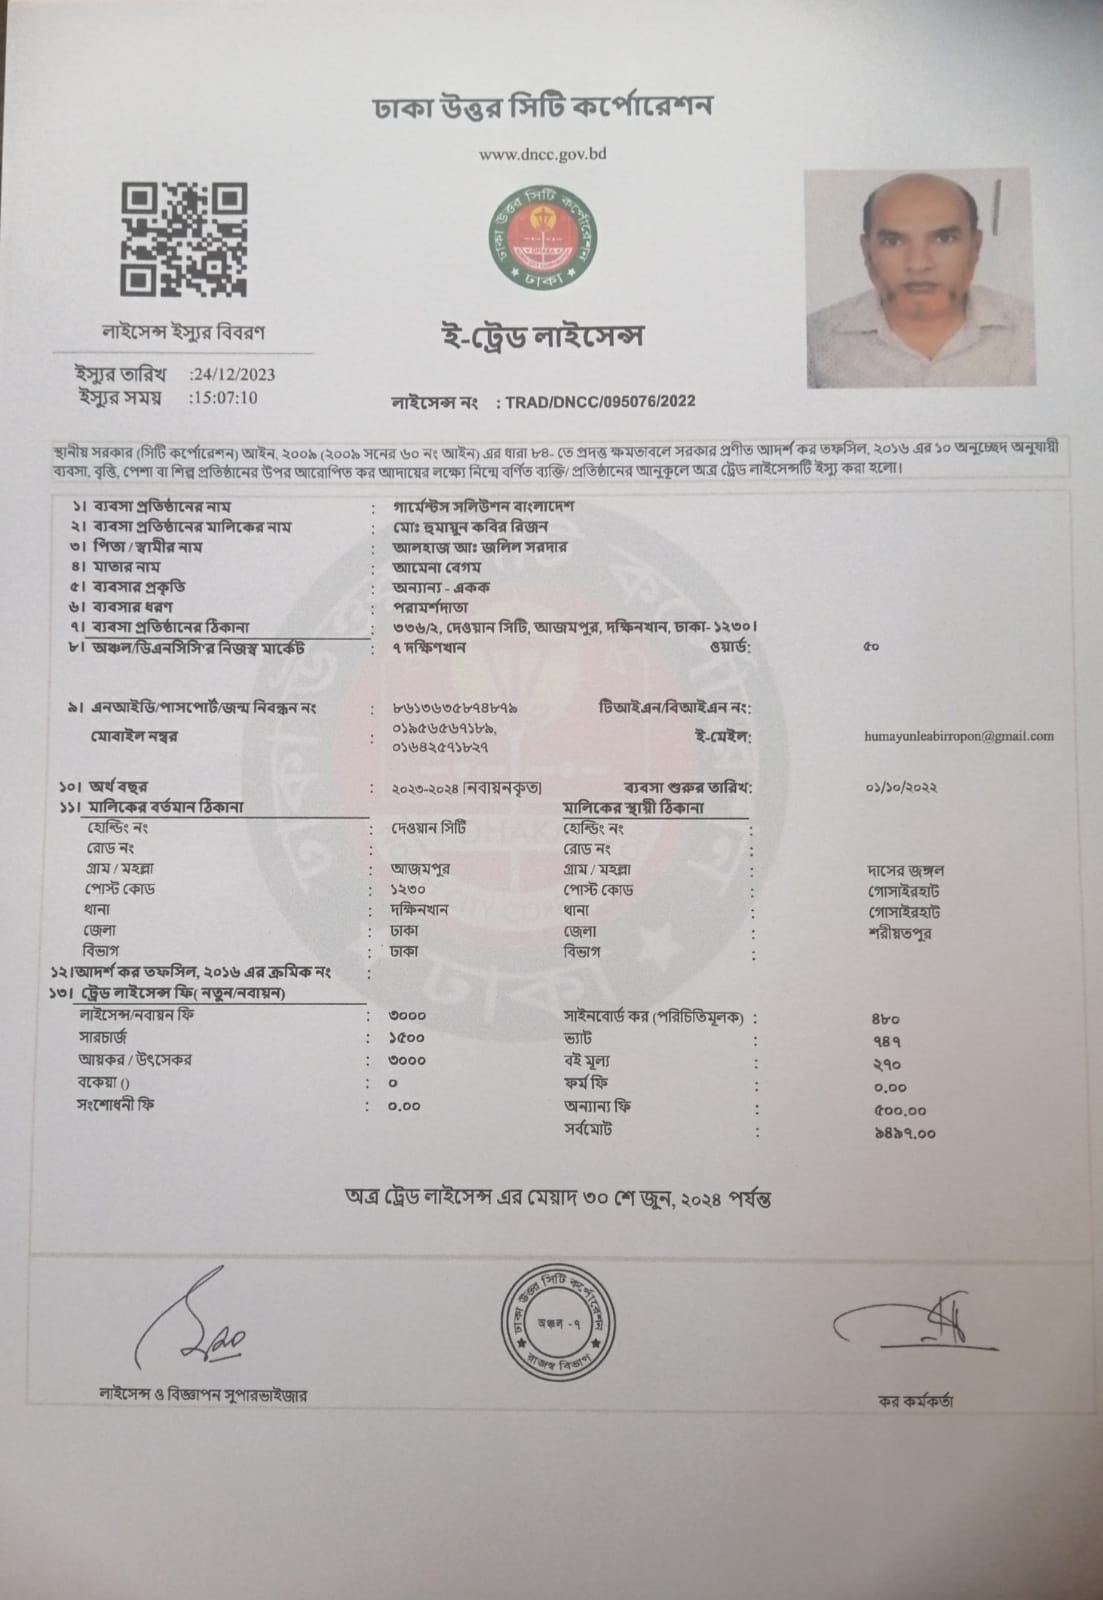 ঢাকা উত্তর সিটি কর্পোরেশন
www.dncc.gov.bd
ঢাকা উত্তর সিটি কর্পোরেশন
ঢাকা
লাইসেন্স ইস্যুর বিবরণ
ই-ট্রেড লাইসেন্স
ইস্যুর তারিখ :24/12/2023
ইস্যুর সময় :15:07:10
লাইসেন্স নং : TRAD/DNCC/095076/2022
স্থানীয় সরকার (সিটি কর্পোরেশন) আইন, ২০০৯ (২০০৯ সনের ৬০ নং আইন) এর ধারা ৮৪- তে প্রদত্ত ক্ষমতাবলে সরকার প্রণীত আদর্শ কর তফসিল, ২০১৬ এর ১০ অনুচ্ছেদ অনুযায়ী
ব্যবসা, বৃত্তি, পেশা বা শিল্প প্রতিষ্ঠানের উপর আরোপিত কর আদায়ের লক্ষ্যে নিম্নে বর্ণিত ব্যক্তি/ প্রতিষ্ঠানের অনুকূলে অত্র ট্রেড লাইসেন্সটি ইস্যু করা হলো।
১। ব্যবসা প্রতিষ্ঠানের নাম : গার্মেন্টস সলিউশন বাংলাদেশ
২। ব্যবসা প্রতিষ্ঠানের মালিকের নাম : মোঃ হুমায়ুন কবির রিজন
৩। পিতা / স্বামীর নাম : আলহাজ আঃ জলিল সরদার
৪। মাতার নাম : আমেনা বেগম
৫। ব্যবসার প্রকৃতি : অন্যান্য - একক
৬। ব্যবসার ধরণ : পরামর্শদাতা
৭। ব্যবসা প্রতিষ্ঠানের ঠিকানা : ৩৩৬/২, দেওয়ান সিটি, আজমপুর, দক্ষিনখান, ঢাকা- ১২৩০।
৮। অঞ্চল/ডিএনসিসি'র নিজস্ব মার্কেট : ৭ দক্ষিণখান ওয়ার্ড: ৫০
৯। এনআইডি/পাসপোর্ট/জন্ম নিবন্ধন নং : ৮৬১৩৬৩৫৮৭৪৮৭৯ টিআইএন/বিআইএন নং:
মোবাইল নম্বর : ০১৯৫৬৫৬৭১৮৯, ই-মেইল: humayunleabirropon@gmail.com
০১৬৪২৫৭১৮২৭
১০। অর্থ বছর : ২০২৩-২০২৪ [নবায়নকৃত] ব্যবসা শুরুর তারিখ: ০১/১০/২০২২
১১। মালিকের বর্তমান ঠিকানা মালিকের স্থায়ী ঠিকানা
হোল্ডিং নং : দেওয়ান সিটি হোল্ডিং নং :
রোড নং : রোড নং :
গ্রাম / মহল্লা : আজমপুর গ্রাম / মহল্লা : দাসের জঙ্গল
পোস্ট কোড : ১২৩০ পোস্ট কোড : গোসাইরহাট
থানা : দক্ষিনখান থানা : গোসাইরহাট
জেলা : ঢাকা জেলা : শরীয়তপুর
বিভাগ : ঢাকা বিভাগ :
১২।আদর্শ কর তফসিল, ২০১৬ এর ক্রমিক নং :
১৩। ট্রেড লাইসেন্স ফি( নতুন/নবায়ন)
লাইসেন্স/নবায়ন ফি : ৩০০০ সাইনবোর্ড কর (পরিচিতিমূলক) : ৪৮০
সারচার্জ : ১৫০০ ভ্যাট : ৭৪৭
আয়কর / উৎসেকর : ৩০০০ বই মূল্য : ২৭০
বকেয়া () : ০ ফর্ম ফি : ০.০০
সংশোধনী ফি : ০.০০ অন্যান্য ফি : ৫০০.০০
সর্বমোট : ৯৪৯৭.০০
অত্র ট্রেড লাইসেন্স এর মেয়াদ ৩০ শে জুন, ২০২৪ পর্যন্ত
ঢাকা উত্তর সিটি কর্পোরেশন
অঞ্চল -৭
রাজস্ব বিভাগ
লাইসেন্স ও বিজ্ঞাপন সুপারভাইজার
কর কর্মকর্তা